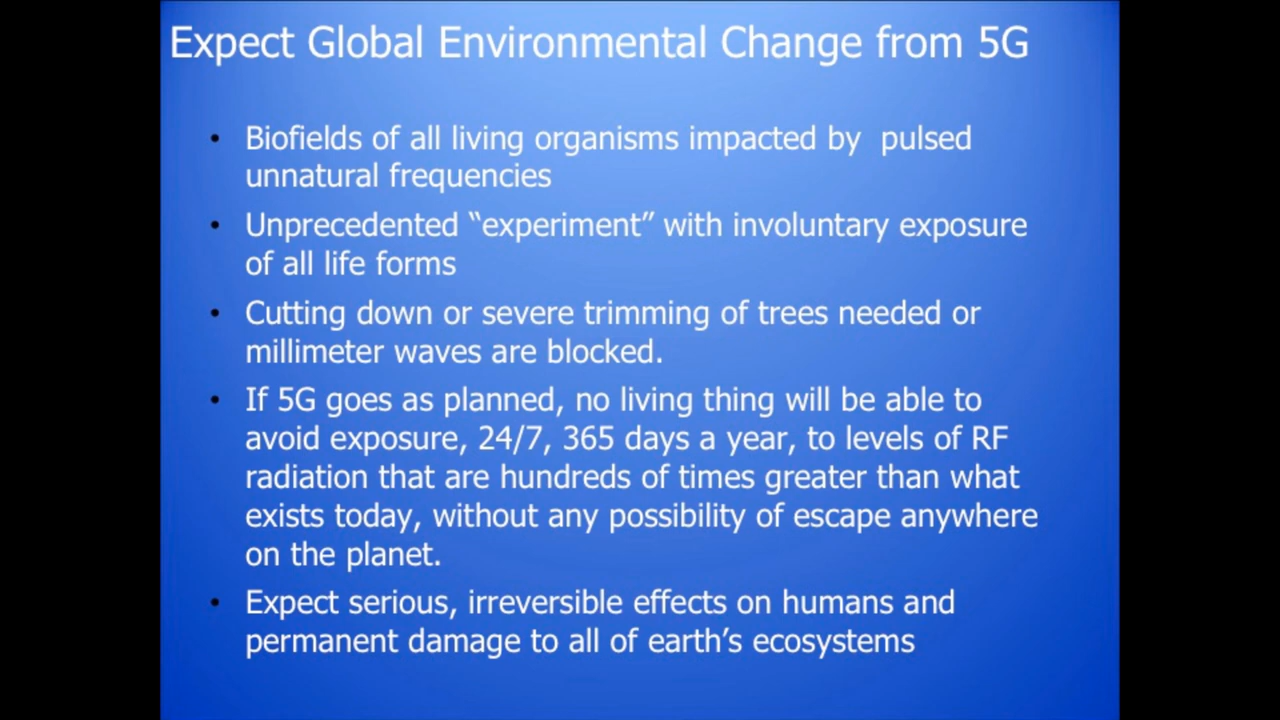 Expect Global Environmental Change from 5G
• Biofields of all living organisms impacted by pulsed
unnatural frequencies
• Unprecedented “experiment” with involuntary exposure
of all life forms
• Cutting down or severe trimming of trees needed or
millimeter waves are blocked.
• If 5G goes as planned, no living thing will be able to
avoid exposure, 24/7, 365 days a year, to levels of RF
radiation that are hundreds of times greater than what
exists today, without any possibility of escape anywhere
on the planet.
• Expect serious, irreversible effects on humans and
permanent damage to all of earth’s ecosystems